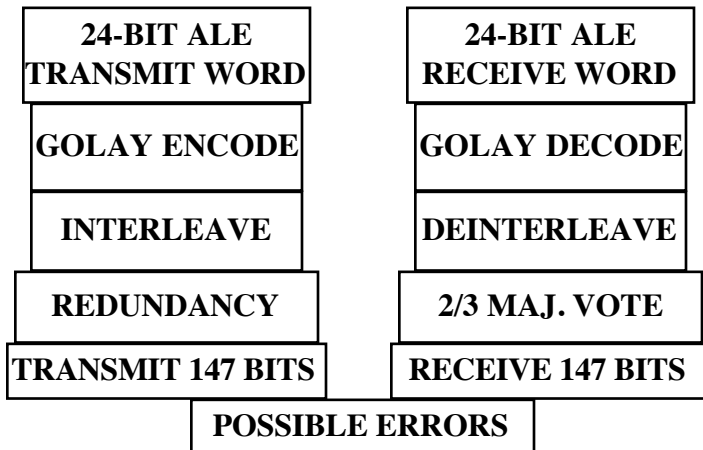 24-BIT ALE
TRANSMIT WORD
GOLAY ENCODE
INTERLEAVE
REDUNDANCY
TRANSMIT 147 BITS
24-BIT ALE
RECEIVE WORD
GOLAY DECODE
DEINTERLEAVE
2/3 MAJ. VOTE
RECEIVE 147 BITS
POSSIBLE ERRORS